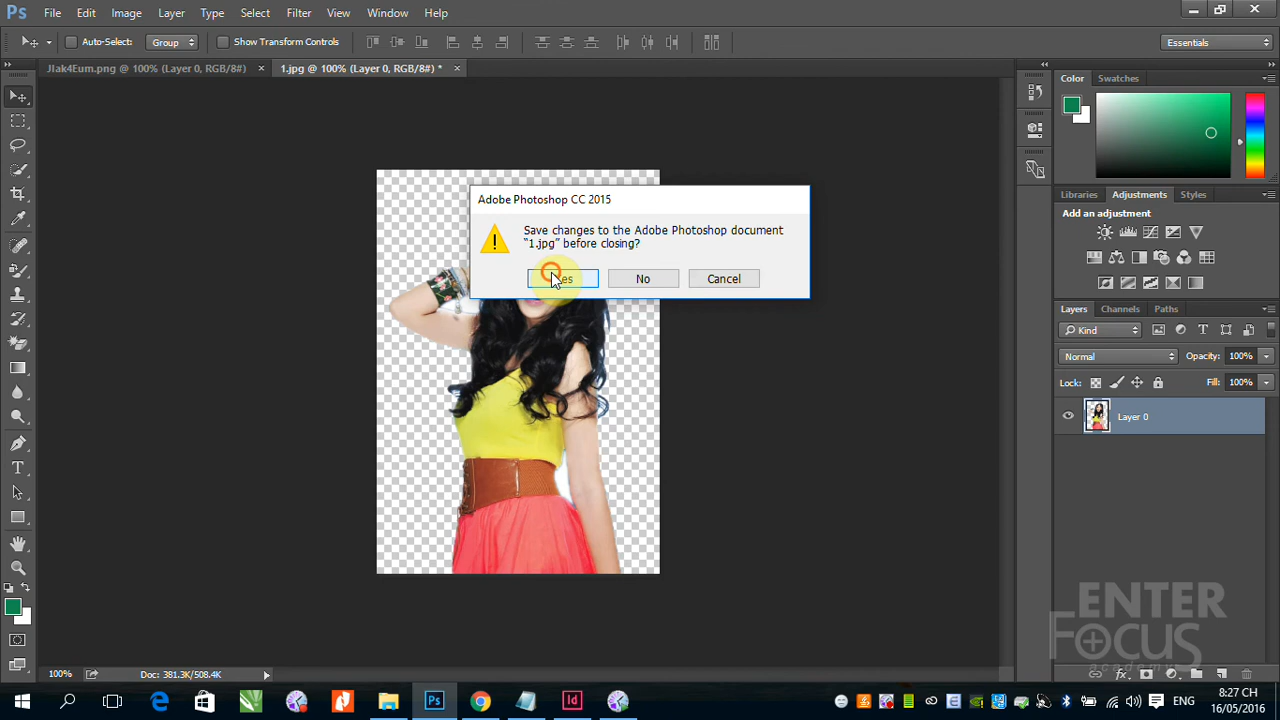 Ps File Edit Image Layer Type Select Filter View Window Help
Auto-Select: Group Show Transform Controls Essentials
JIak4Eum.png @ 100% (Layer 0, RGB/8#) × 1.jpg @ 100% (Layer 0, RGB/8#) * ×
Color Swatches
Adobe Photoshop CC 2015
Save changes to the Adobe Photoshop document
“1.jpg” before closing?
No Cancel
Libraries Adjustments Styles
Add an adjustment
Layers Channels Paths
Kind
Normal Opacity: 100%
Lock: Fill: 100%
Layer 0
ENTER
FOCUS
academy
100% Doc: 381.3K/508.4K
Ps Id ENG 8:27 CH
16/05/2016